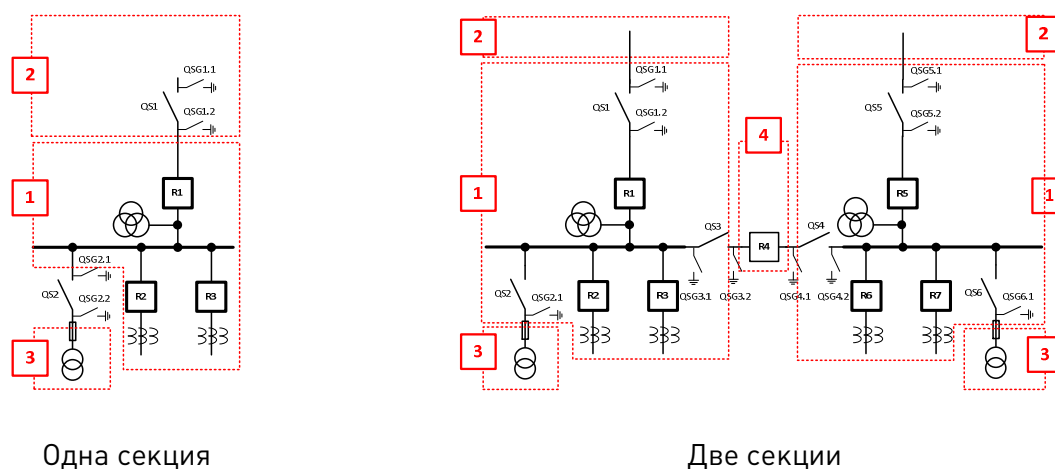 2
QSG1.1
QS1
QSG1.2
1
R1
QSG2.1
QS2
QSG2.2
R2
R3
3
Одна секция
2
QSG1.1
QS1
QSG1.2
4
1
R1
QS3
R4
QSG3.1
QSG3.2
QS2
QSG2.1
R2
R3
3
2
QSG5.1
QS5
QSG5.2
1
R5
QS4
QSG4.1
QSG4.2
R6
R7
QS6
QSG6.1
3
Две секции